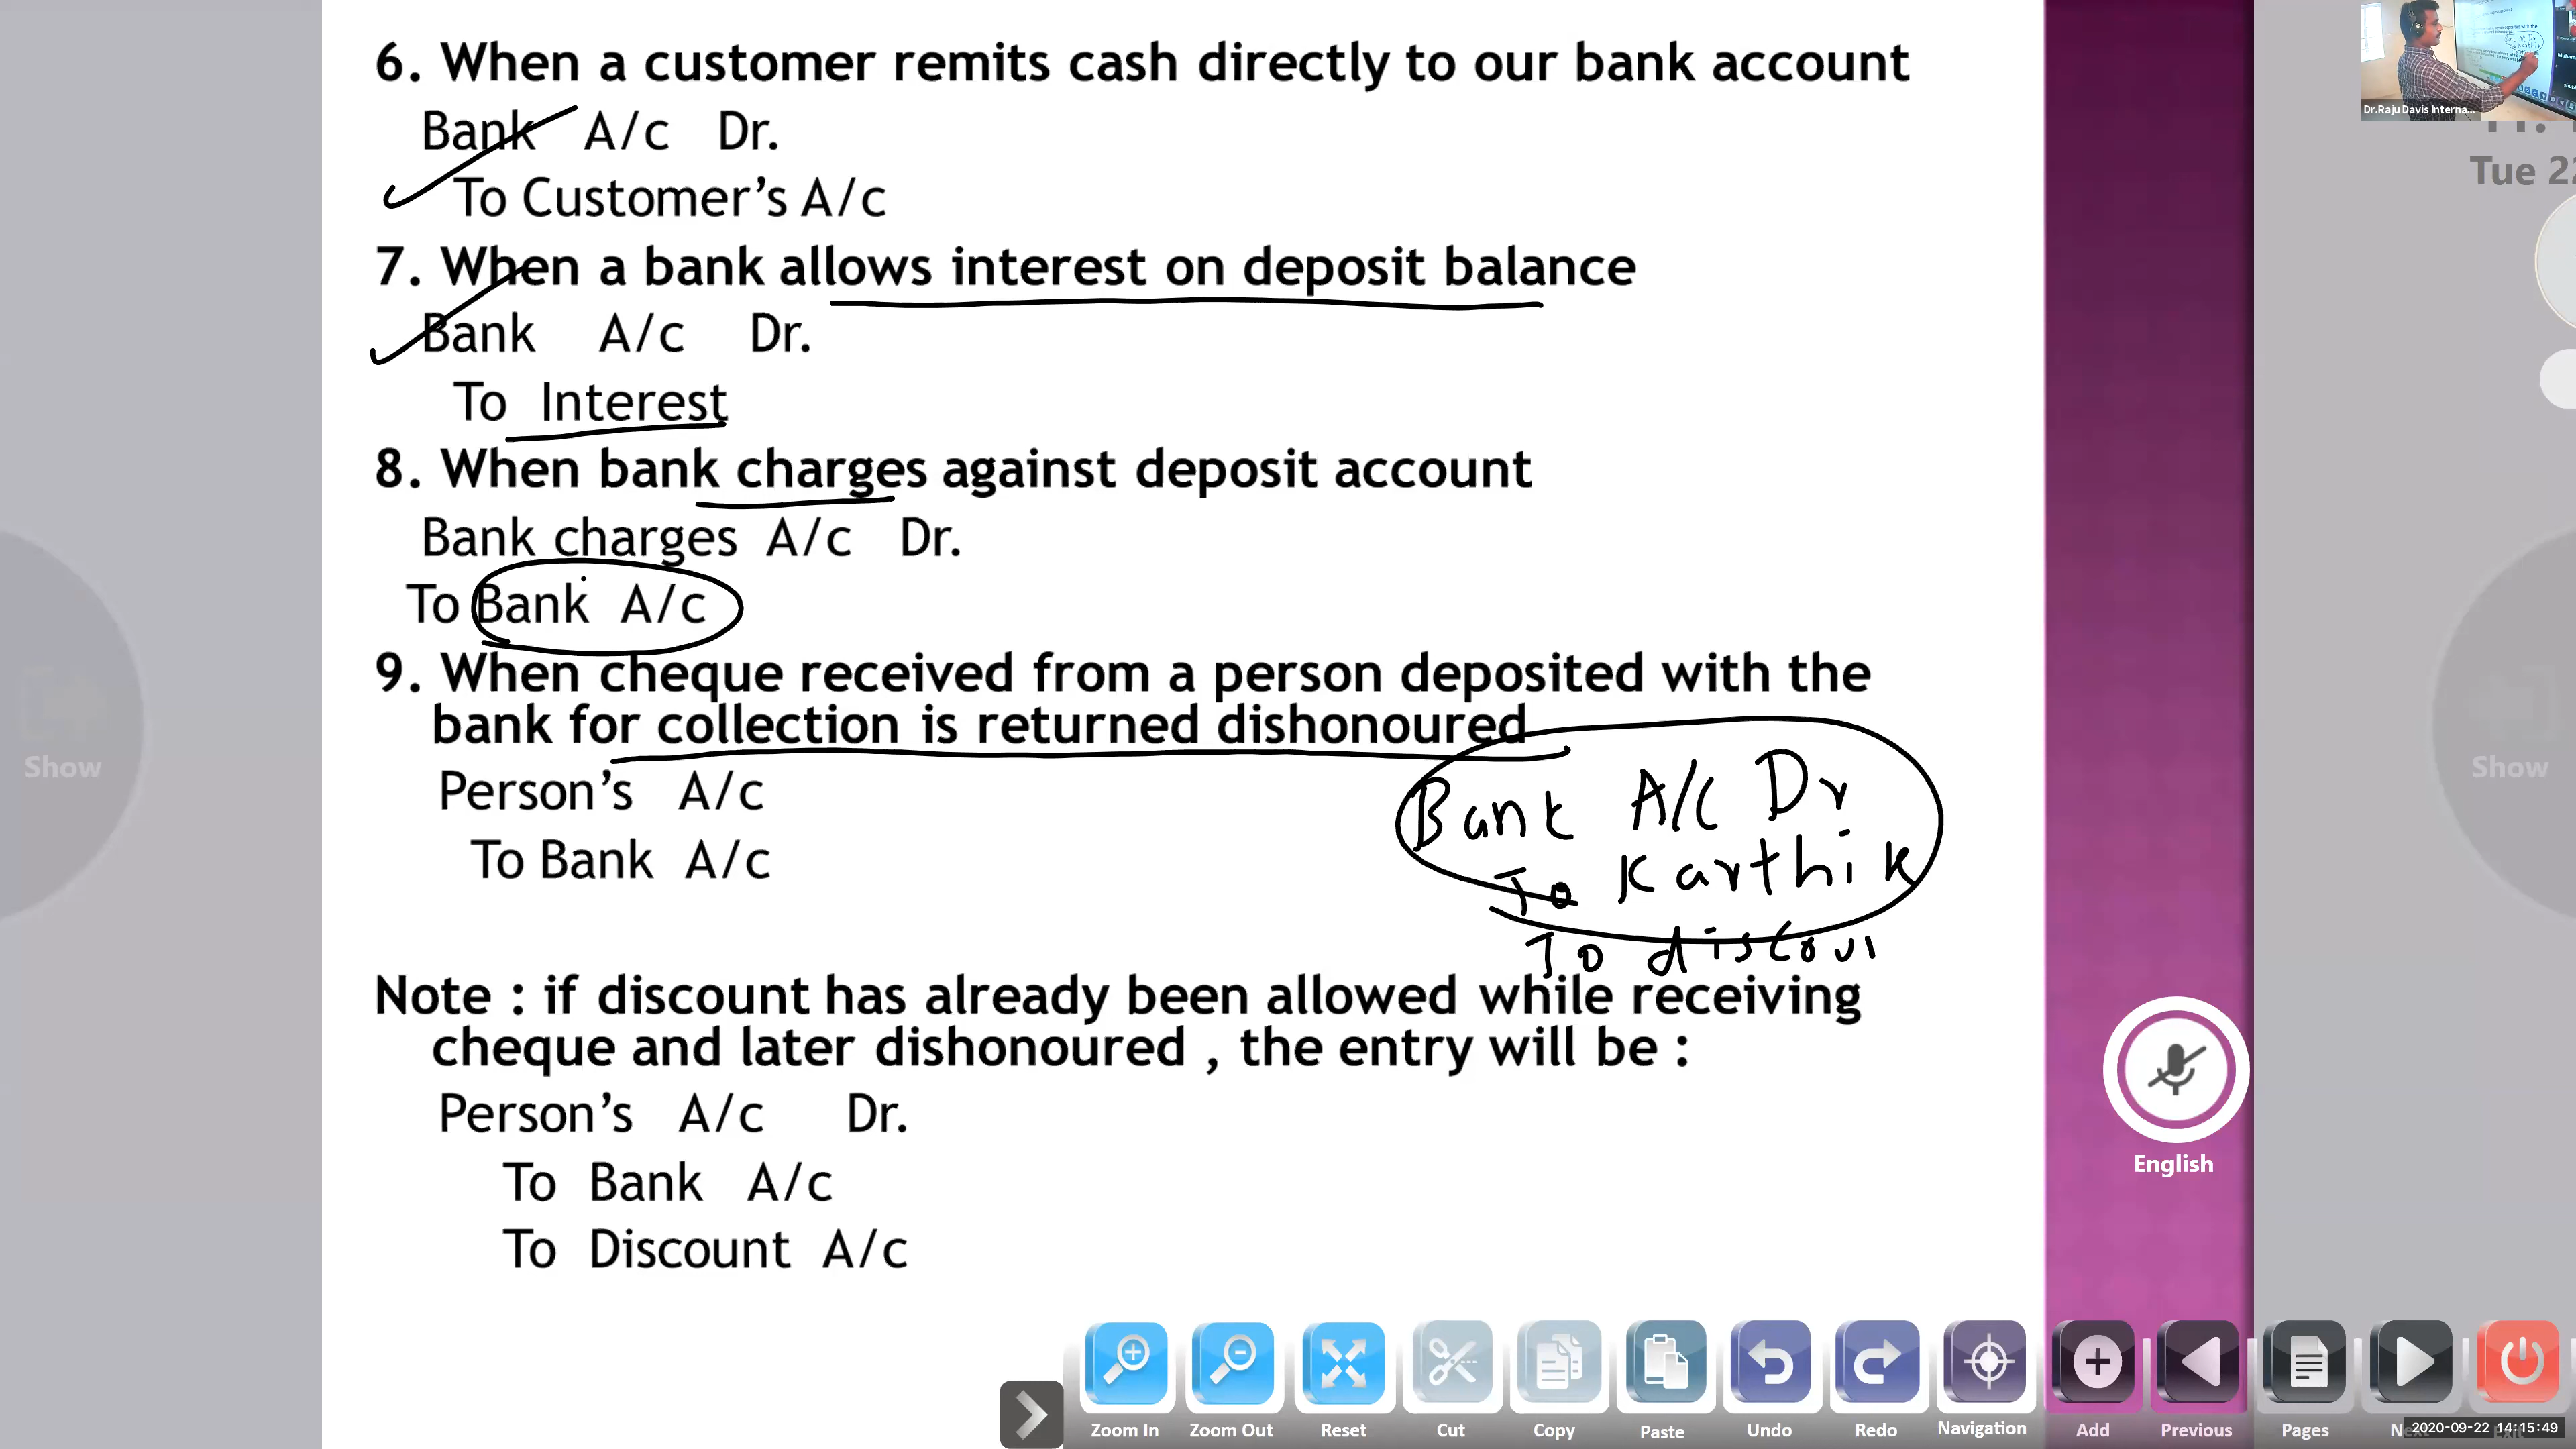 6. When a customer remits cash directly to our bank account
Bank A/c Dr.
To Customer's A/c
7. When a bank allows interest on deposit balance
Bank A/c Dr.
To Interest
8. When bank charges against deposit account
Bank charges A/c Dr.
To Bank A/c
9. When cheque received from a person deposited with the
bank for collection is returned dishonoured
Person's A/c
To Bank A/c
Bank A/C Dr
To Karthik
To discou
Note : if discount has already been allowed while receiving
cheque and later dishonoured , the entry will be :
Person's A/c Dr.
To Bank A/c
To Discount A/c
Dr.Raju Davis Interna...
Tue 22
Show
Show
English
Zoom In
Zoom Out
Reset
Cut
Copy
Paste
Undo
Redo
Navigation
Add
Previous
Pages
2020-09-22 14:15:49